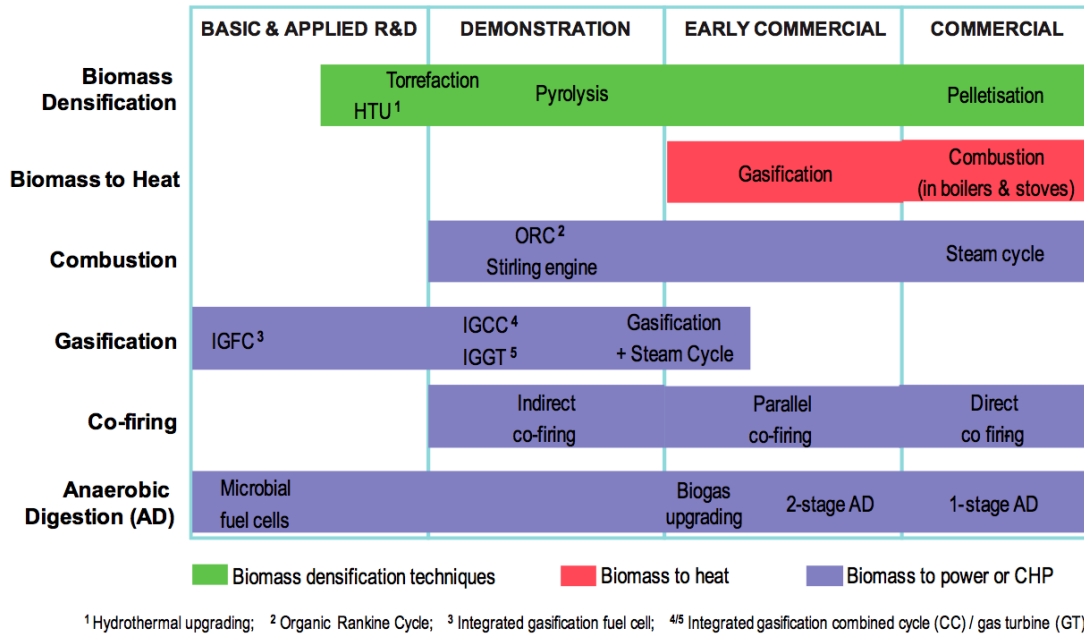 BASIC & APPLIED R&D DEMONSTRATION EARLY COMMERCIAL COMMERCIAL
Biomass
Densification
Torrefaction
HTU 1
Pyrolysis
Pelletisation
Biomass to Heat
Gasification
Combustion
(in boilers & stoves)
Combustion
ORC 2
Stirling engine
Steam cycle
Gasification
IGFC 3
IGCC 4
IGGT 5
Gasification
+ Steam Cycle
Co-firing
Indirect
co-firing
Parallel
co-firing
Direct
co firing
Anaerobic
Digestion (AD)
Microbial
fuel cells
Biogas
upgrading
2-stage AD
1-stage AD
Biomass densification techniques Biomass to heat Biomass to power or CHP
1 Hydrothermal upgrading; 2 Organic Rankine Cycle; 3 Integrated gasification fuel cell; 4/5 Integrated gasification combined cycle (CC) / gas turbine (GT)